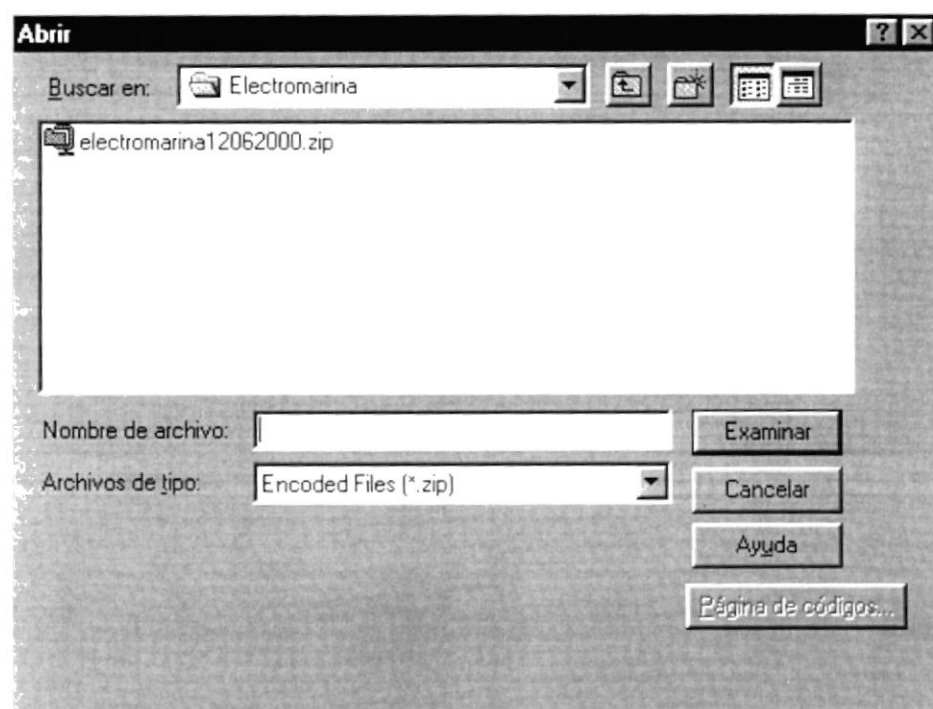 Abrir
Buscar en: Electromarina
electromarina12062000.zip
Nombre de archivo: Examinar
Archivos de tipo: Encoded Files (*.zip) Cancelar
Ayuda
Página de códigos...